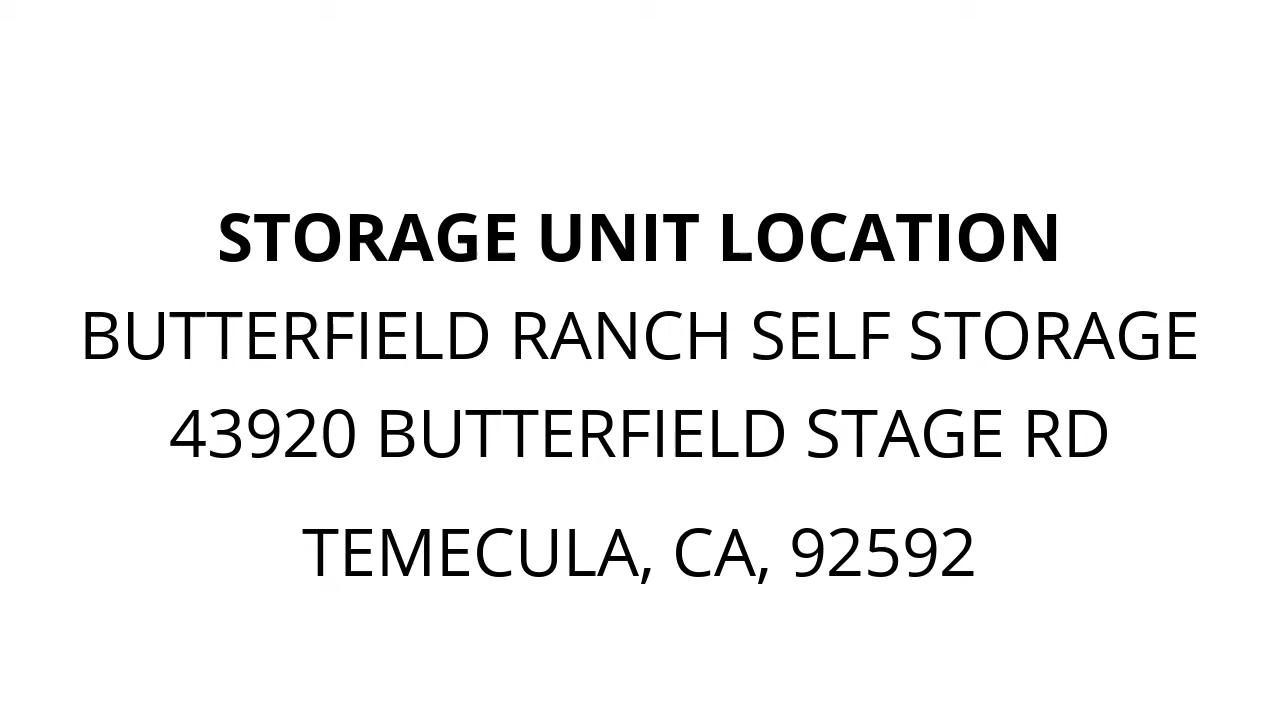 STORAGE UNIT LOCATION
BUTTERFIELD RANCH SELF STORAGE
43920 BUTTERFIELD STAGE RD
TEMECULA, CA, 92592